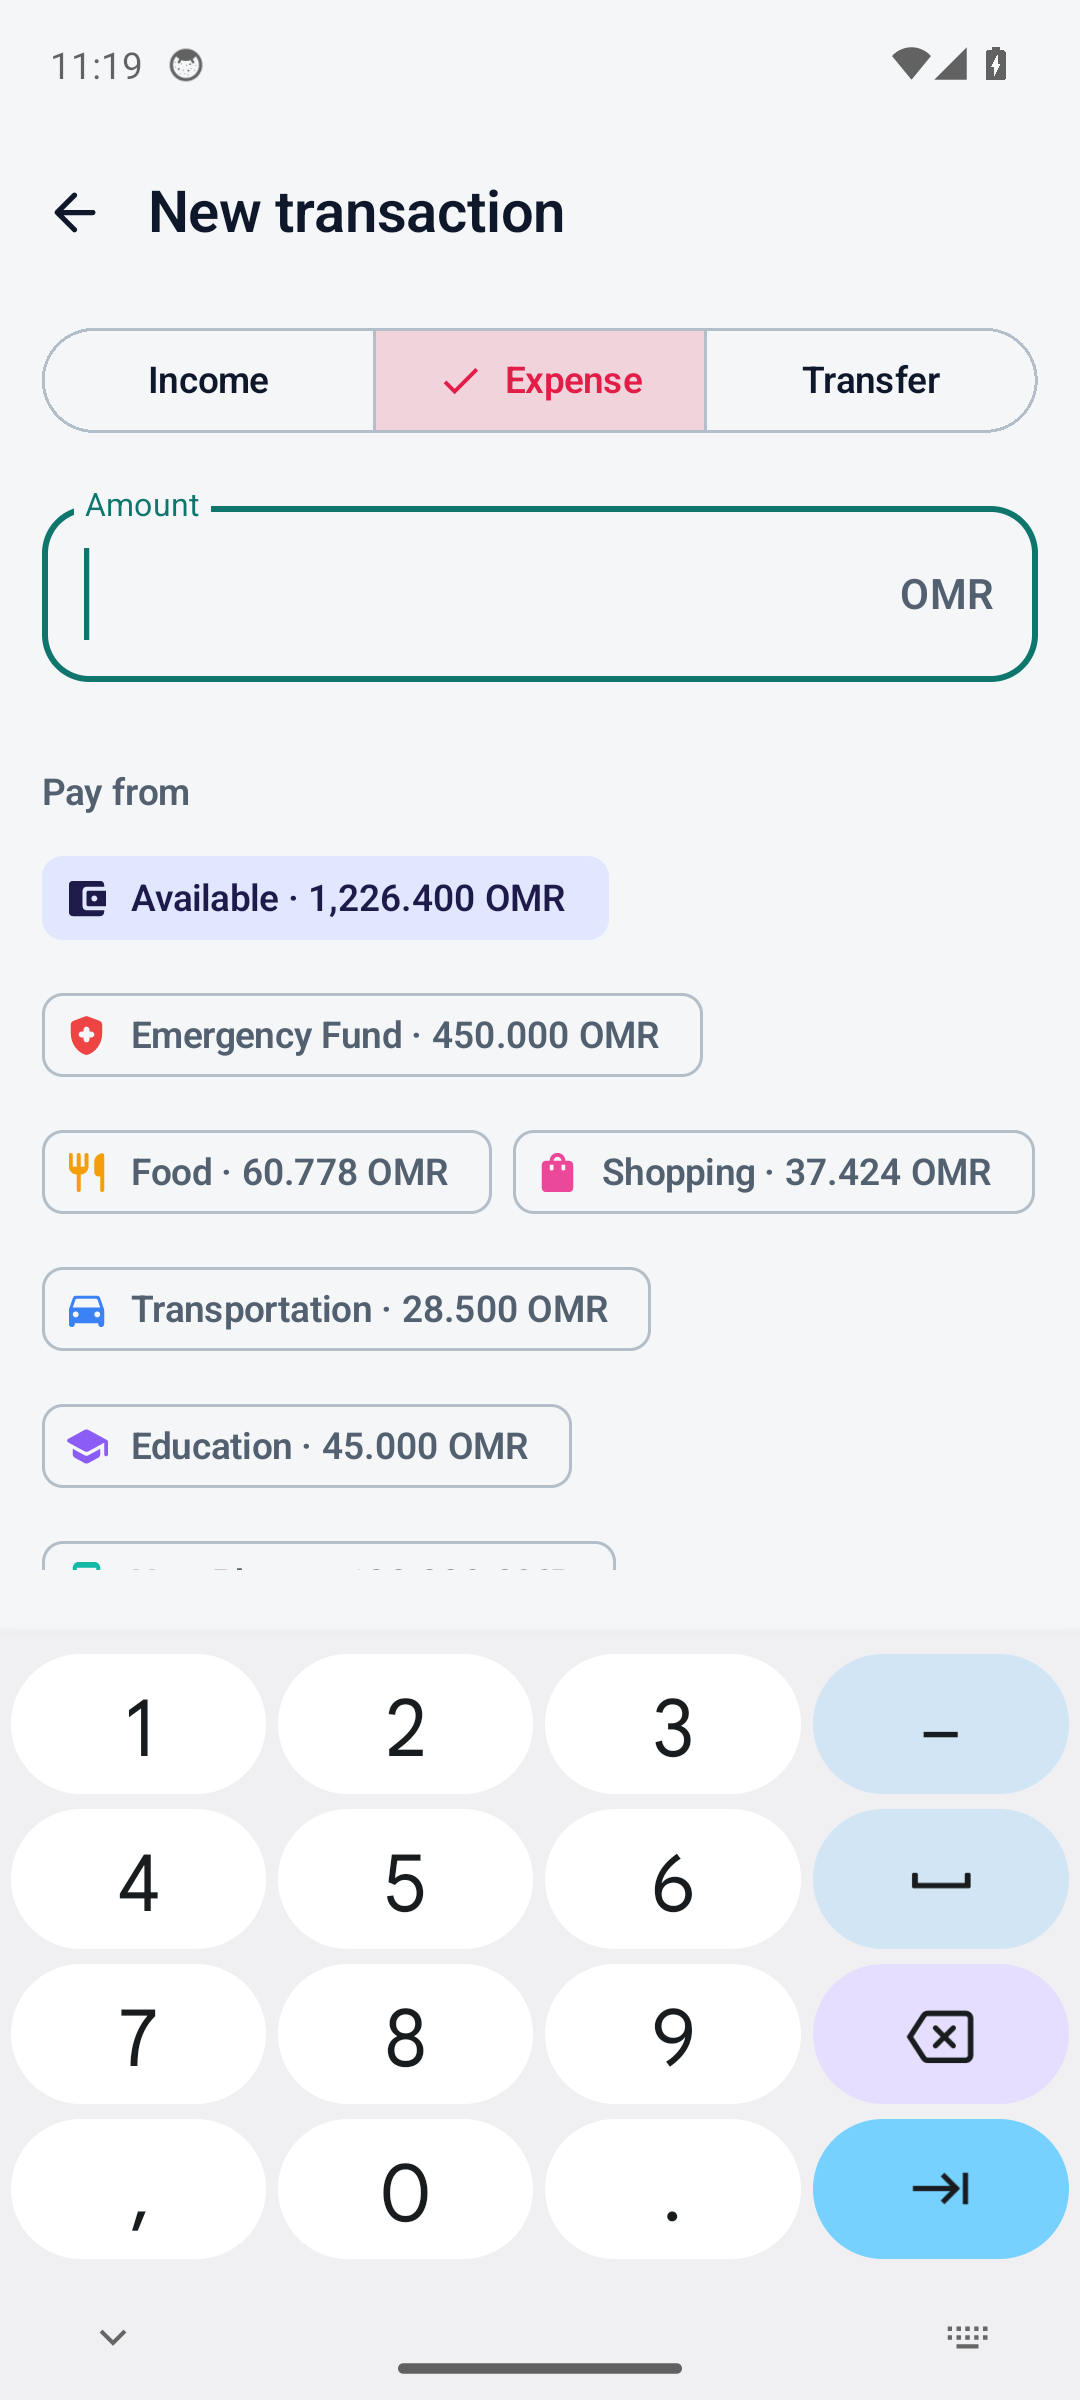 11:19
New transaction
Income Expense Transfer
Amount
OMR
Pay from
Available · 1,226.400 OMR
Emergency Fund · 450.000 OMR
Food · 60.778 OMR Shopping · 37.424 OMR
Transportation · 28.500 OMR
Education · 45.000 OMR
1 2 3 –
4 5 6
7 8 9
, 0 .